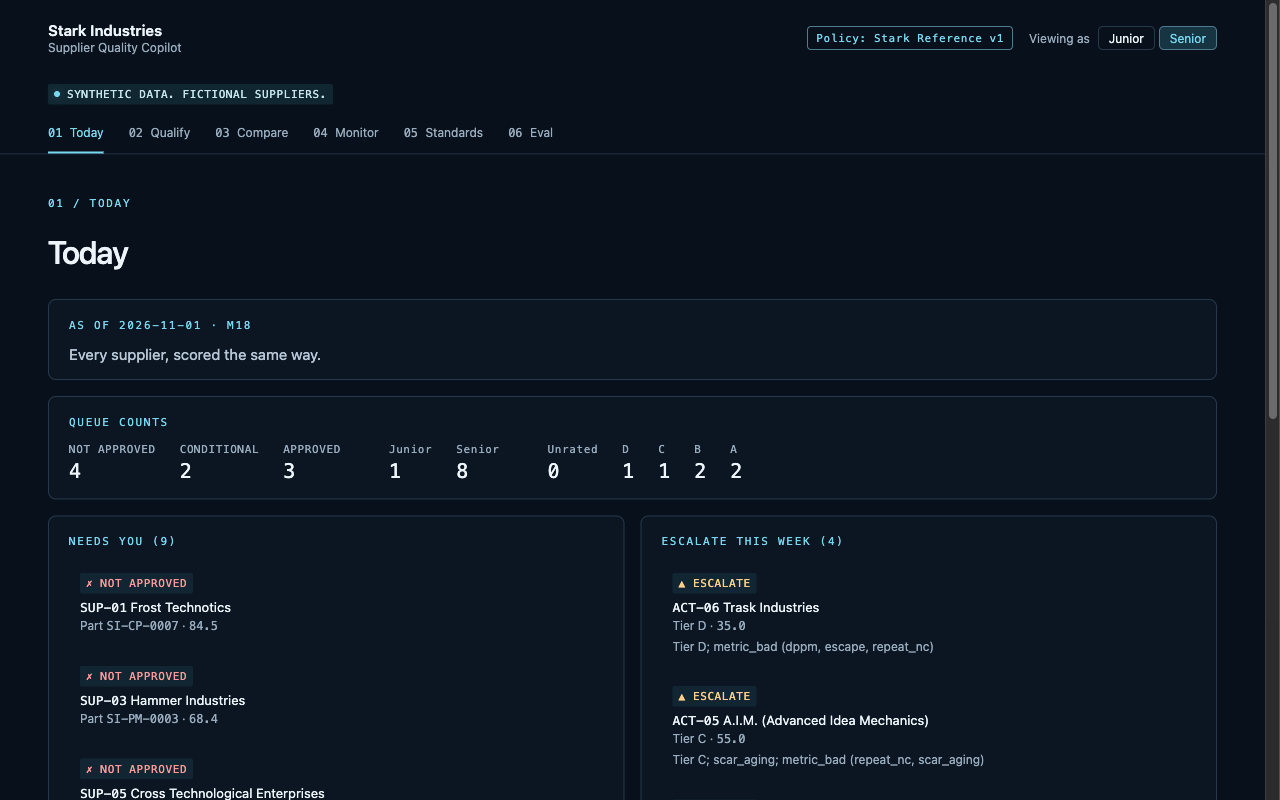 Stark Industries
Supplier Quality Copilot
Policy: Stark Reference v1
Viewing as
Junior
Senior
SYNTHETIC DATA. FICTIONAL SUPPLIERS.
01 Today
02 Qualify
03 Compare
04 Monitor
05 Standards
06 Eval
01 / TODAY
Today
AS OF 2026-11-01 · M18
Every supplier, scored the same way.
QUEUE COUNTS
NOT APPROVED CONDITIONAL APPROVED Junior Senior Unrated D C B A
4 2 3 1 8 0 1 1 2 2
NEEDS YOU (9)
✗ NOT APPROVED
SUP-01 Frost Technotics
Part SI-CP-0007 · 84.5
✗ NOT APPROVED
SUP-03 Hammer Industries
Part SI-PM-0003 · 68.4
✗ NOT APPROVED
SUP-05 Cross Technological Enterprises
ESCALATE THIS WEEK (4)
▲ ESCALATE
ACT-06 Trask Industries
Tier D · 35.0
Tier D; metric_bad (dppm, escape, repeat_nc)
▲ ESCALATE
ACT-05 A.I.M. (Advanced Idea Mechanics)
Tier C · 55.0
Tier C; scar_aging; metric_bad (repeat_nc, scar_aging)